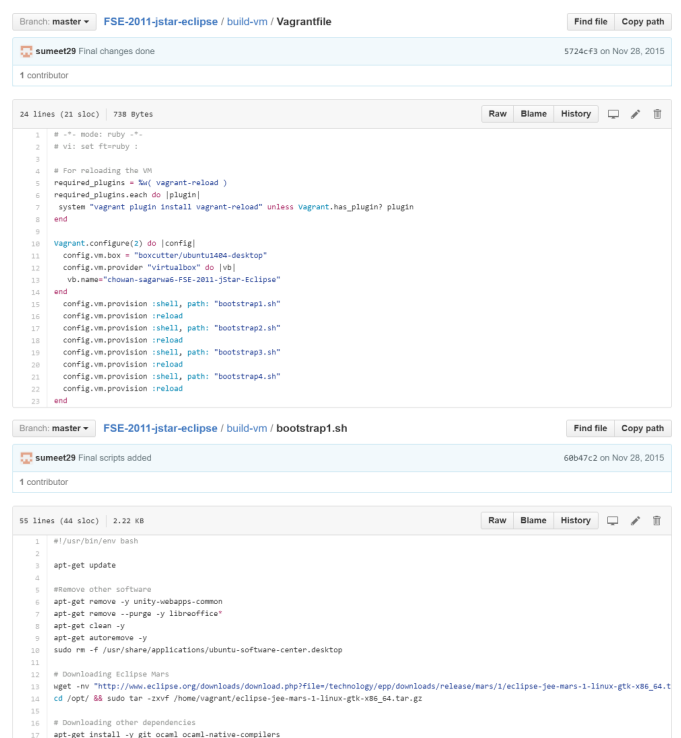 Branch: master FSE-2011-jstar-eclipse / build-vm / Vagrantfile Find file Copy path
sumeet29 Final changes done 5724cf3 on Nov 28, 2015
1 contributor
24 lines (21 sloc) 738 Bytes Raw Blame History
1 # -*- mode: ruby -*-
2 # vi: set ft=ruby :
3
4 # For reloading the VM
5 required_plugins = %w( vagrant-reload )
6 required_plugins.each do |plugin|
7 system "vagrant plugin install vagrant-reload" unless Vagrant.has_plugin? plugin
8 end
9
10 Vagrant.configure(2) do |config|
11 config.vm.box = "boxcutter/ubuntu1404-desktop"
12 config.vm.provider "virtualbox" do |vb|
13 vb.name="chowan-sagarwa6-FSE-2011-jStar-Eclipse"
14 end
15 config.vm.provision :shell, path: "bootstrap1.sh"
16 config.vm.provision :reload
17 config.vm.provision :shell, path: "bootstrap2.sh"
18 config.vm.provision :reload
19 config.vm.provision :shell, path: "bootstrap3.sh"
20 config.vm.provision :reload
21 config.vm.provision :shell, path: "bootstrap4.sh"
22 config.vm.provision :reload
23 end
Branch: master FSE-2011-jstar-eclipse / build-vm / bootstrap1.sh Find file Copy path
sumeet29 Final scripts added 60b47c2 on Nov 28, 2015
1 contributor
55 lines (44 sloc) 2.22 KB Raw Blame History
1 #!/usr/bin/env bash
2
3 apt-get update
4
5 #Remove other software
6 apt-get remove -y unity-webapps-common
7 apt-get remove --purge -y libreoffice*
8 apt-get clean -y
9 apt-get autoremove -y
10 sudo rm -f /usr/share/applications/ubuntu-software-center.desktop
11
12 # Downloading Eclipse Mars
13 wget -nv "http://www.eclipse.org/downloads/download.php?file=/technology/epp/downloads/release/mars/1/eclipse-jee-mars-1-linux-gtk-x86_64.t
14 cd /opt/ && sudo tar -zxvf /home/vagrant/eclipse-jee-mars-1-linux-gtk-x86_64.tar.gz
15
16 # Downloading other dependencies
17 apt-get install -y git ocaml ocaml-native-compilers